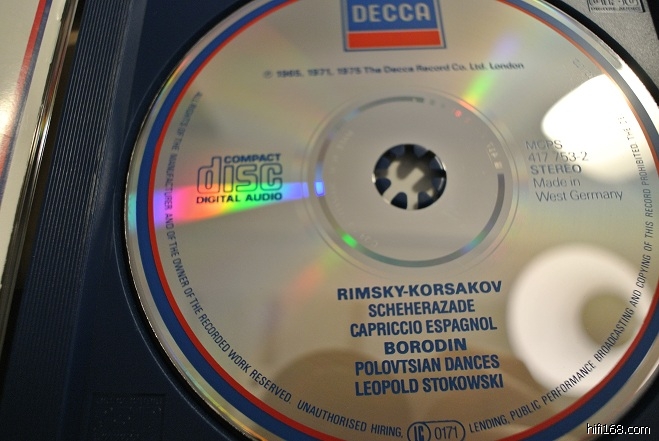 DECCA
℗ 1965, 1971, 1975 The Decca Record Co. Ltd. London
COMPACT
disc
DIGITAL AUDIO
MCPS
417 753 2
STEREO
Made in
West Germany
RIMSKY-KORSAKOV
SCHEHERAZADE
CAPRICCIO ESPAGNOL
BORODIN
POLOVTSIAN DANCES
LEOPOLD STOKOWSKI
ALL RIGHTS OF THE MANUFACTURER AND OF THE OWNER OF THE RECORDED WORK RESERVED. UNAUTHORISED HIRING, LENDING, PUBLIC PERFORMANCE BROADCASTING AND COPYING OF THIS RECORD PROHIBITED
0171
hifi168.com